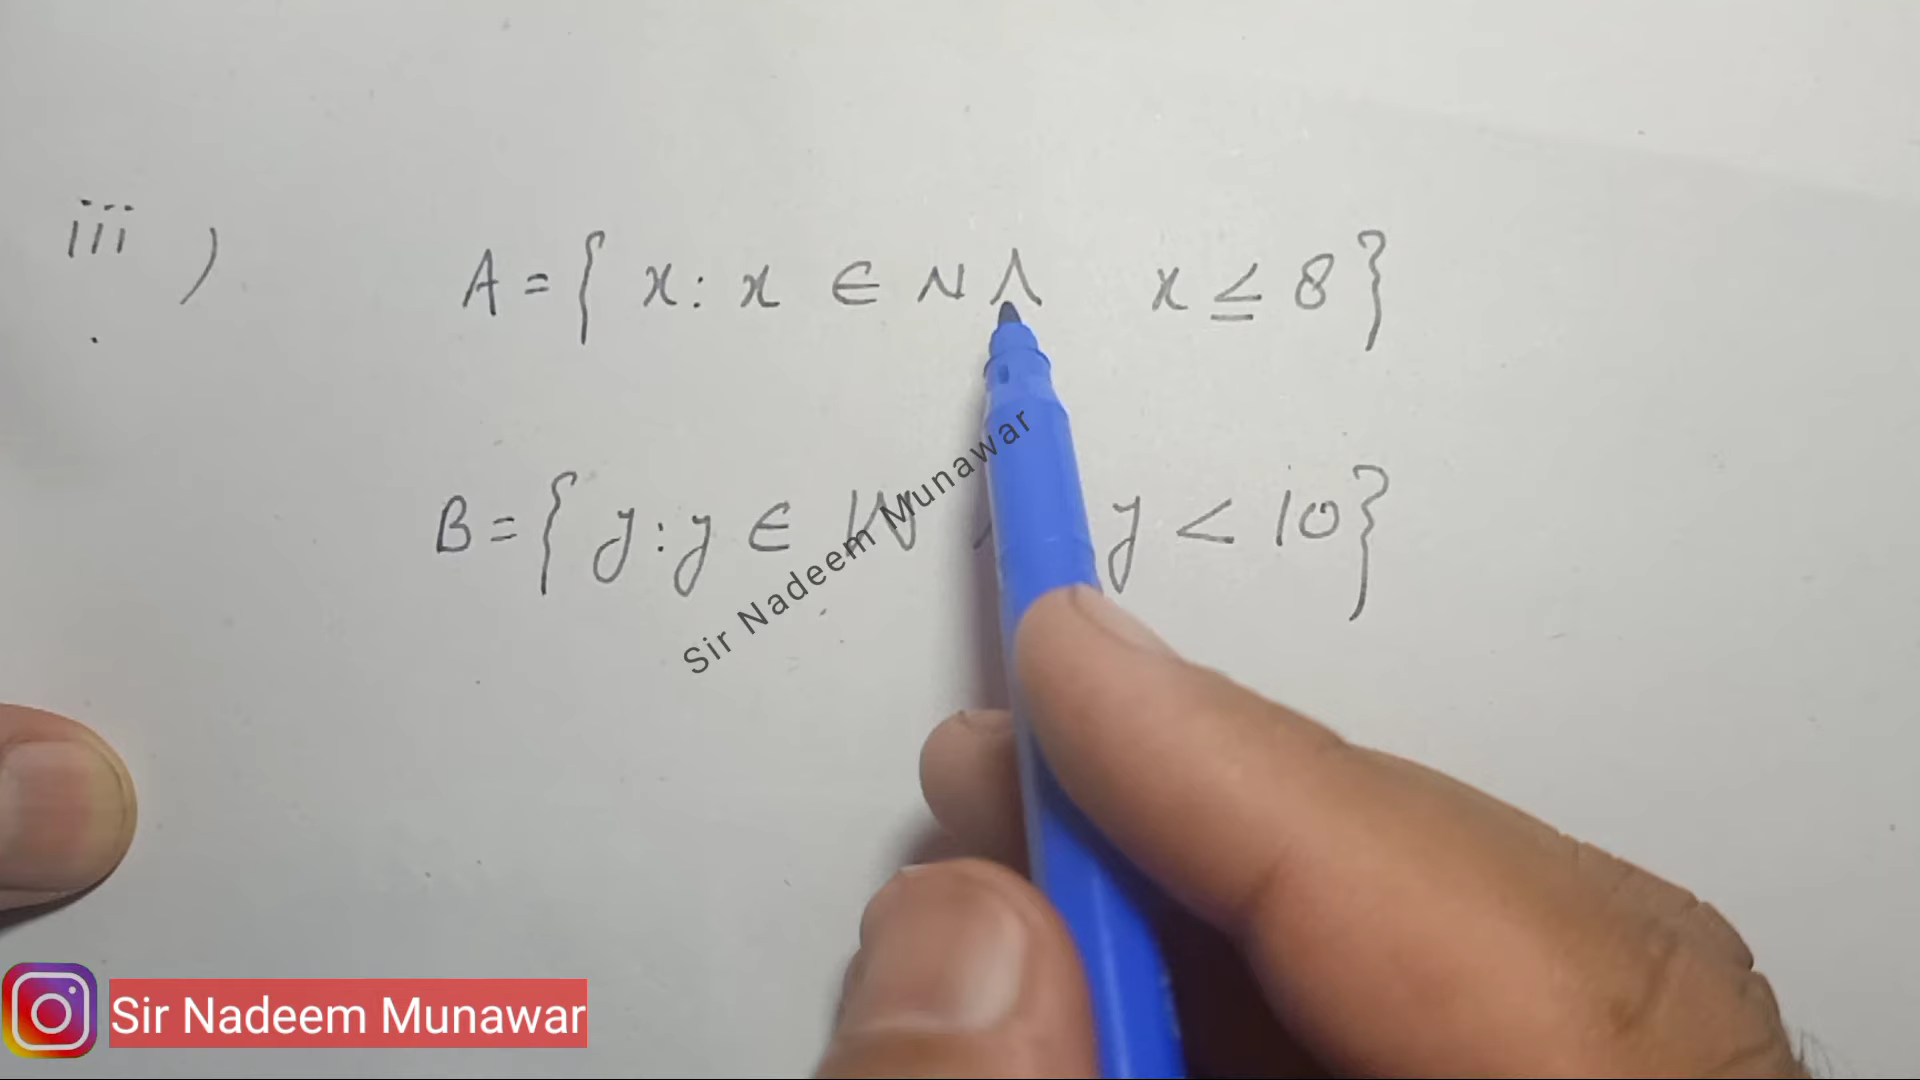 iii) A = { x : x ∈ N ∧ x ≤ 8 }
B = { y : y ∈ W ∧ y < 10 }
Sir Nadeem Munawar
Sir Nadeem Munawar